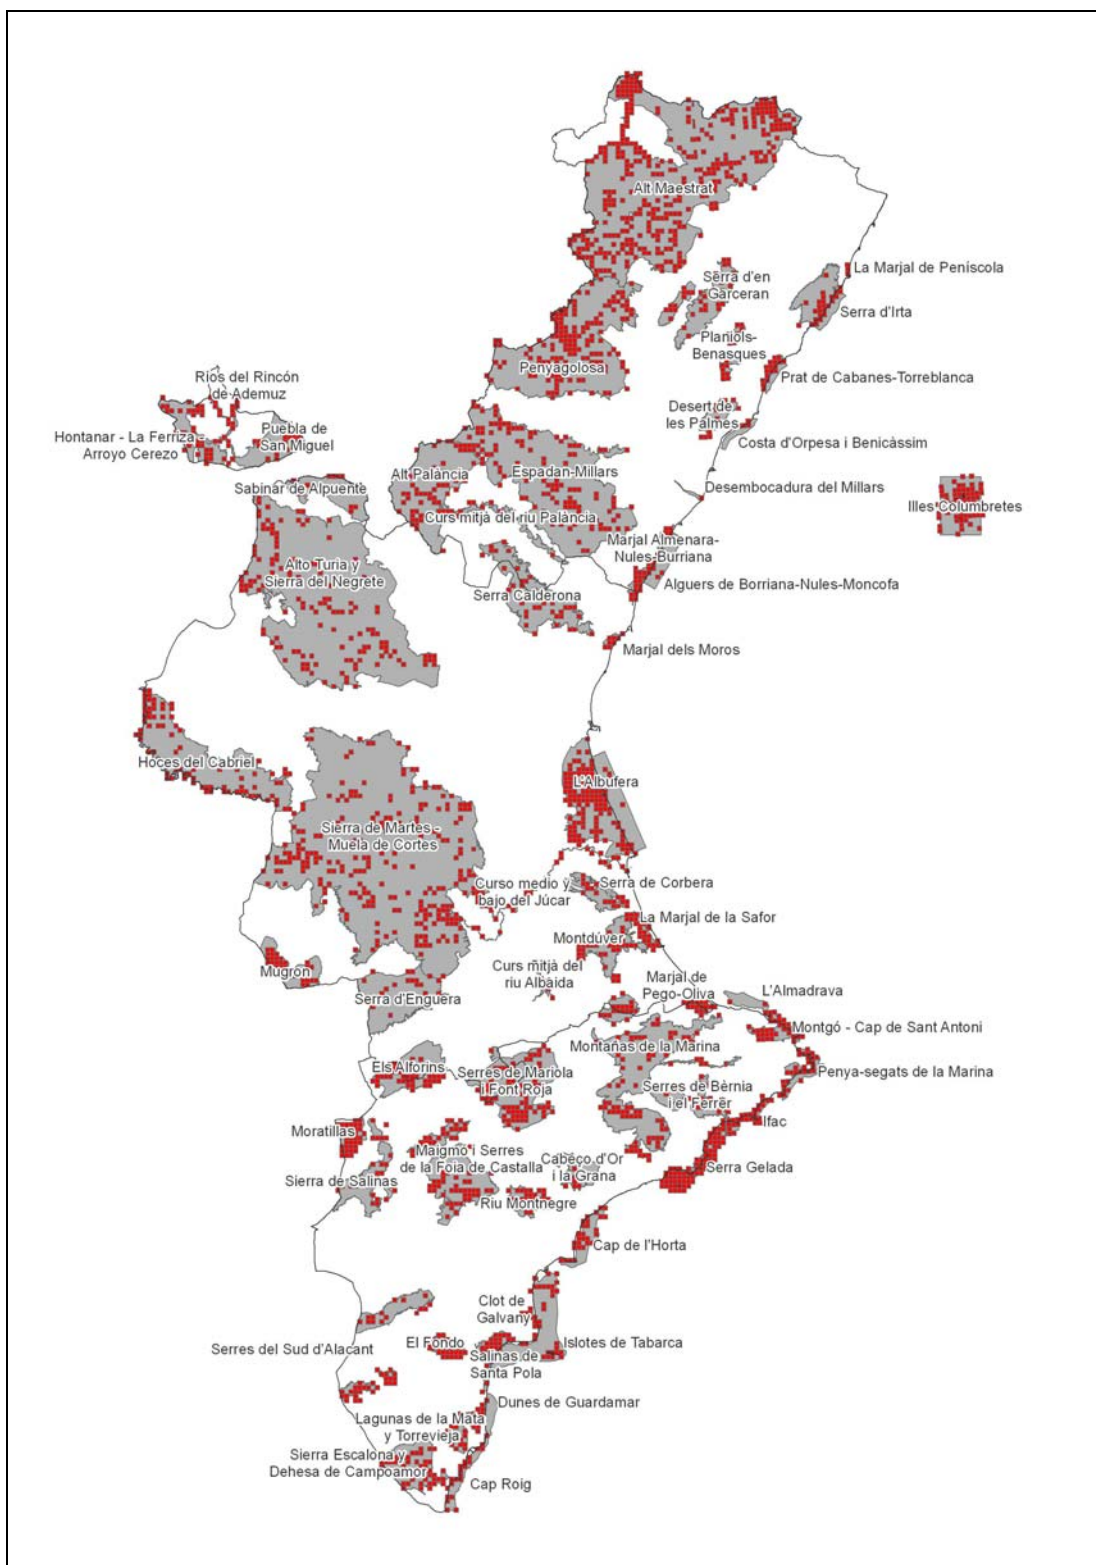 Alt Maestrat
La Marjal de Peníscola
Serra d'en
Garceran
Serra d'Irta
Planiols-
Benasques
Penyagolosa
Prat de Cabanes-Torreblanca
Ríos del Rincón
de Ademuz
Desert de
les Palmes
Hontanar - La Ferriza -
Arroyo Cerezo
Puebla de
San Miguel
Costa d'Orpesa i Benicàssim
Alt Palància
Espadan-Millars
Sabinar de Alpuente
Desembocadura del Millars
Illes Columbretes
Curs mitjà del riu Palància
Marjal Almenara-
Nules-Burriana
Alto Turia y
Sierra del Negrete
Alguers de Borriana-Nules-Moncofa
Serra Calderona
Marjal dels Moros
Hoces del Cabriel
L'Albufera
Sierra de Martes -
Muela de Cortes
Curso medio y
bajo del Júcar
Serra de Corbera
La Marjal de la Safor
Montdúver
Mugrón
Curs mitjà del
riu Albaida
Marjal de
Pego-Oliva
L'Almadrava
Serra d'Enguera
Montgó - Cap de Sant Antoni
Montañas de la Marina
Els Alforins
Serres de Mariola
i Font Roja
Penya-segats de la Marina
Serres de Bèrnia
i el Ferrer
Ifac
Moratillas
Maigmó i Serres
de la Foia de Castalla
Cabeço d'Or
i la Grana
Serra Gelada
Sierra de Salinas
Riu Montnegre
Cap de l'Horta
Clot de
Galvany
El Fondo
Islotes de Tabarca
Serres del Sud d'Alacant
Salinas de
Santa Pola
Dunes de Guardamar
Lagunas de la Mata
y Torrevieja
Sierra Escalona y
Dehesa de Campoamor
Cap Roig